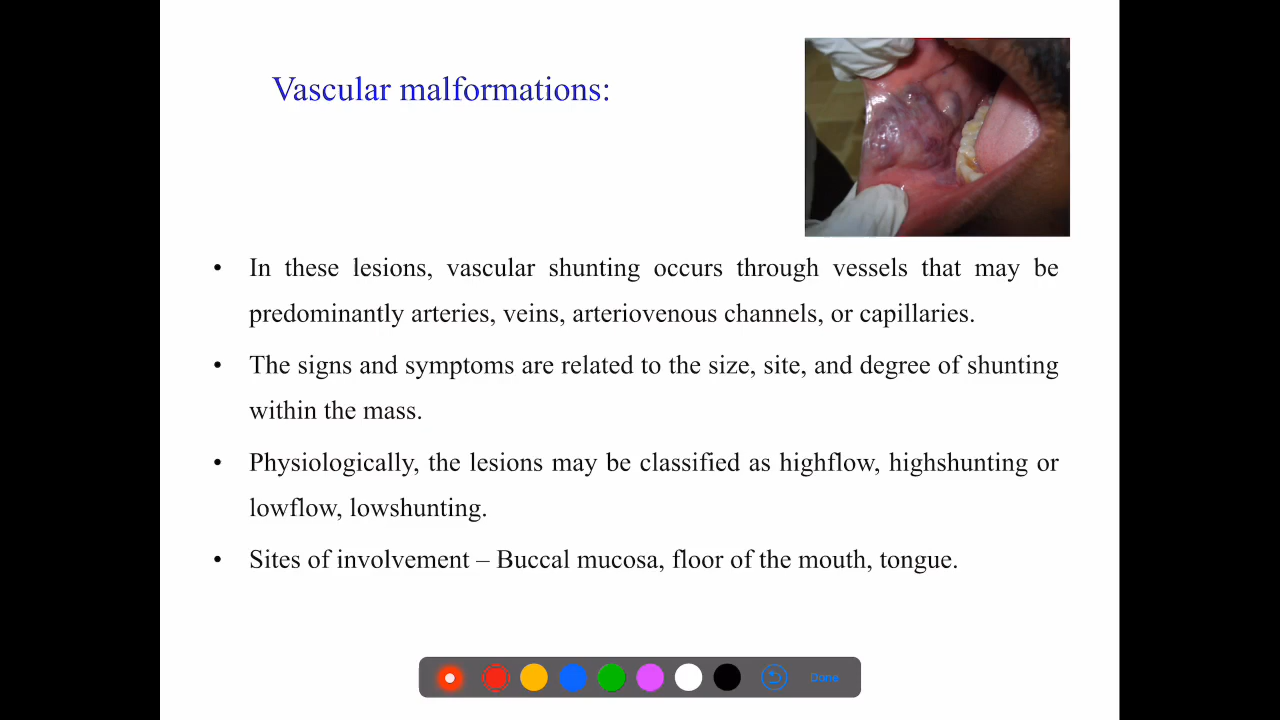 Vascular malformations:
• In these lesions, vascular shunting occurs through vessels that may be
predominantly arteries, veins, arteriovenous channels, or capillaries.
• The signs and symptoms are related to the size, site, and degree of shunting
within the mass.
• Physiologically, the lesions may be classified as highflow, highshunting or
lowflow, lowshunting.
• Sites of involvement – Buccal mucosa, floor of the mouth, tongue.
Done